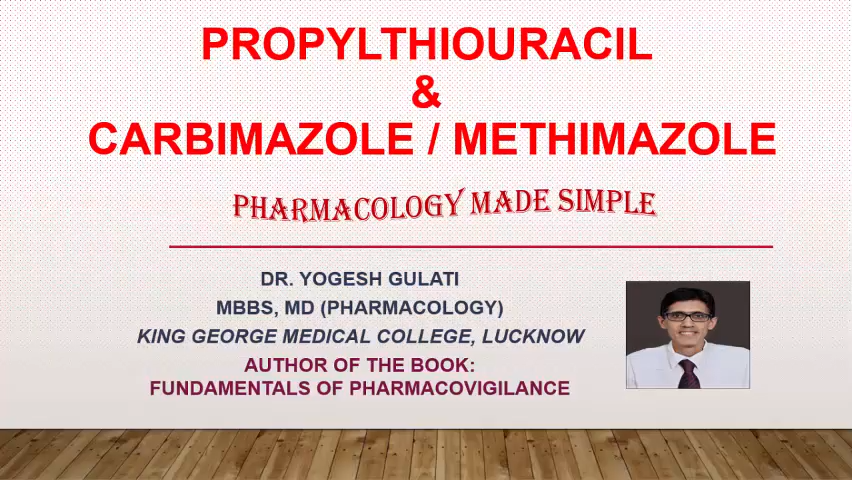 PROPYLTHIOURACIL
&
CARBIMAZOLE / METHIMAZOLE
PHARMACOLOGY MADE SIMPLE
DR. YOGESH GULATI
MBBS, MD (PHARMACOLOGY)
KING GEORGE MEDICAL COLLEGE, LUCKNOW
AUTHOR OF THE BOOK:
FUNDAMENTALS OF PHARMACOVIGILANCE